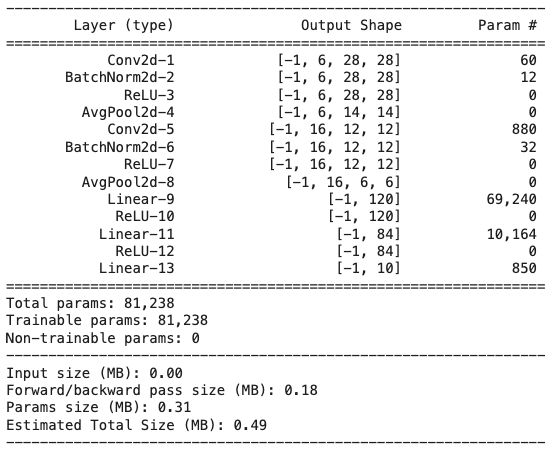 ----------------------------------------------------------------
Layer (type) Output Shape Param #
================================================================
Conv2d-1 [-1, 6, 28, 28] 60
BatchNorm2d-2 [-1, 6, 28, 28] 12
ReLU-3 [-1, 6, 28, 28] 0
AvgPool2d-4 [-1, 6, 14, 14] 0
Conv2d-5 [-1, 16, 12, 12] 880
BatchNorm2d-6 [-1, 16, 12, 12] 32
ReLU-7 [-1, 16, 12, 12] 0
AvgPool2d-8 [-1, 16, 6, 6] 0
Linear-9 [-1, 120] 69,240
ReLU-10 [-1, 120] 0
Linear-11 [-1, 84] 10,164
ReLU-12 [-1, 84] 0
Linear-13 [-1, 10] 850
================================================================
Total params: 81,238
Trainable params: 81,238
Non-trainable params: 0
----------------------------------------------------------------
Input size (MB): 0.00
Forward/backward pass size (MB): 0.18
Params size (MB): 0.31
Estimated Total Size (MB): 0.49
----------------------------------------------------------------